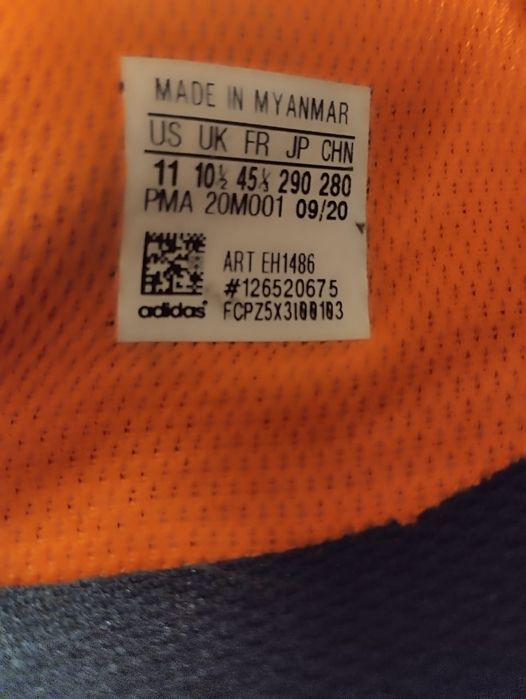 MADE IN MYANMAR
US UK FR JP CHN
11 10½ 45⅓ 290 280
PMA 20M001 09/20
ART EH1486
#126520675
adidas FCPZ5X3I00103